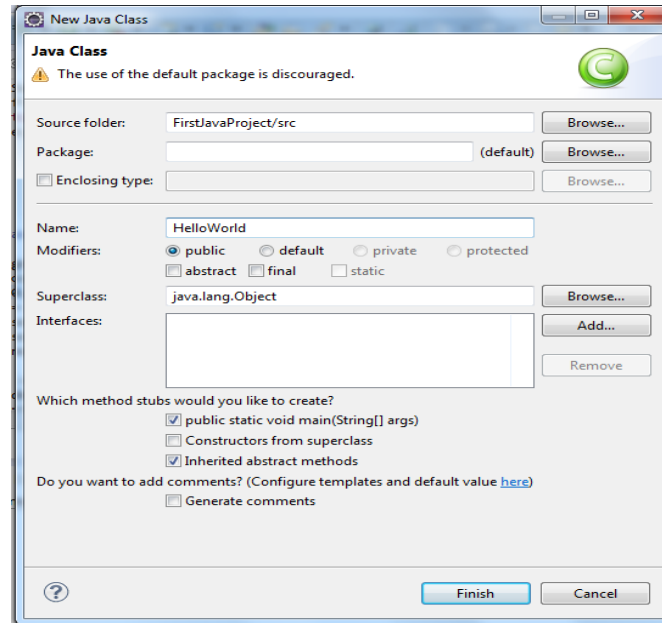 New Java Class
Java Class
The use of the default package is discouraged.
Source folder: FirstJavaProject/src Browse...
Package: (default) Browse...
Enclosing type: Browse...
Name: HelloWorld
Modifiers: public default private protected
abstract final static
Superclass: java.lang.Object Browse...
Interfaces: Add...
Remove
Which method stubs would you like to create?
public static void main(String[] args)
Constructors from superclass
Inherited abstract methods
Do you want to add comments? (Configure templates and default value here)
Generate comments
? Finish Cancel